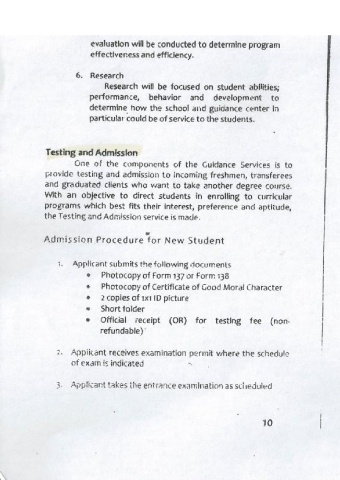 evaluation will be conducted to determine program
effectiveness and efficiency.
6. Research
Research will be focused on student abilities;
performance, behavior and development to
determine how the school and guidance center in
particular could be of service to the students.
Testing and Admission
One of the components of the Guidance Services is to
provide testing and admission to incoming freshmen, transferees
and graduated clients who want to take another degree course.
With an objective to direct students in enrolling to curricular
programs which best fits their interest, preference and aptitude,
the Testing and Admission service is made.
Admission Procedure for New Student
1. Applicant submits the following documents
• Photocopy of Form 137 or Form 138
• Photocopy of Certificate of Good Moral Character
• 2 copies of 1x1 ID picture
• Short folder
• Official receipt (OR) for testing fee (non-
refundable)
2. Applicant receives examination permit where the schedule
of exam is indicated
3. Applicant takes the entrance examination as scheduled
10